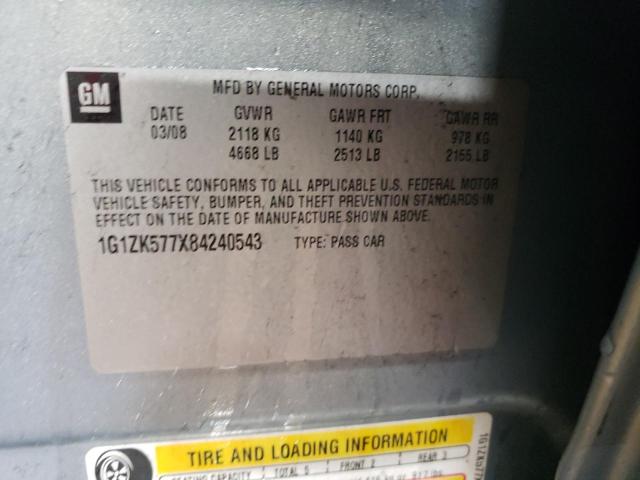 GM
MFD BY GENERAL MOTORS CORP.
DATE GVWR GAWR FRT GAWR RR
03/08 2118 KG 1140 KG 978 KG
4668 LB 2513 LB 2155 LB
THIS VEHICLE CONFORMS TO ALL APPLICABLE U.S. FEDERAL MOTOR
VEHICLE SAFETY, BUMPER, AND THEFT PREVENTION STANDARDS IN
EFFECT ON THE DATE OF MANUFACTURE SHOWN ABOVE.
1G1ZK577X84240543 TYPE: PASS CAR
TIRE AND LOADING INFORMATION
SEATING CAPACITY TOTAL 5 FRONT 2 REAR 3